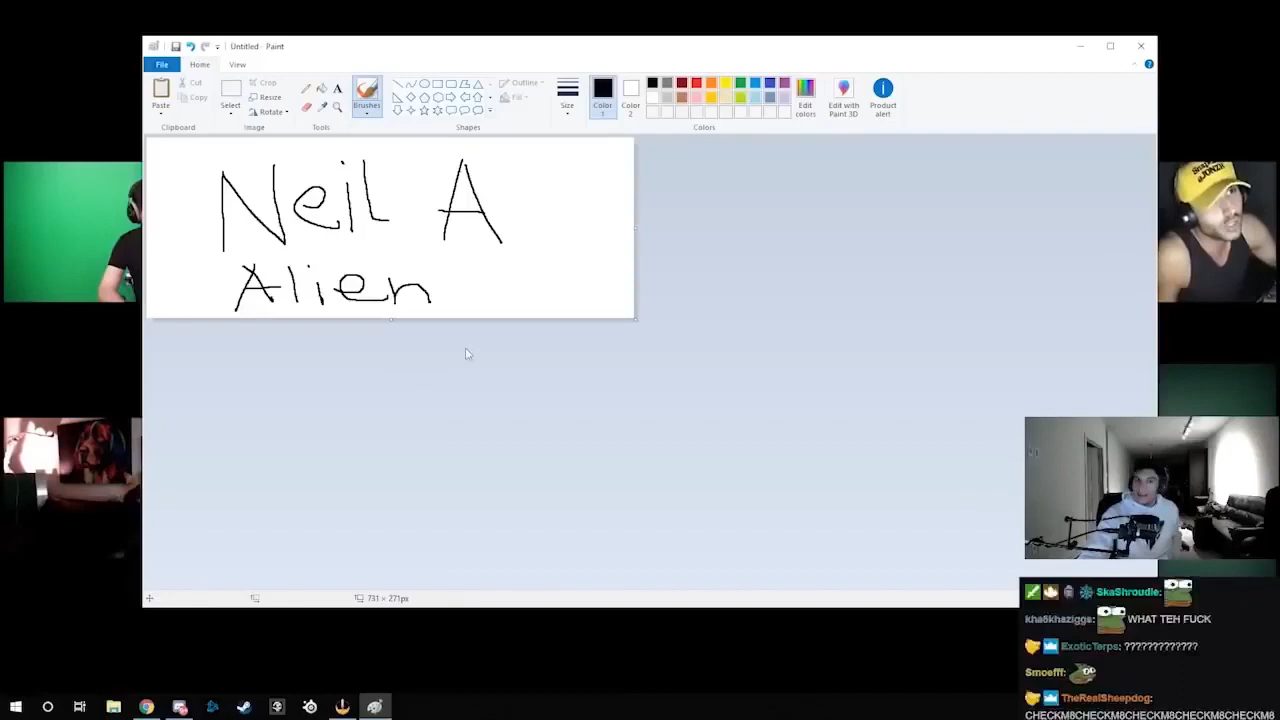 Untitled - Paint
File
Home
View
Paste
Cut
Copy
Clipboard
Select
Crop
Resize
Rotate
Image
Tools
Brushes
Outline
Fill
Shapes
Size
Color 1
Color 2
Edit colors
Edit with Paint 3D
Product alert
Colors
Neil A
Alien
731 × 271px
SkaShroudie:
kha6khaziggs: WHAT TEH FUCK
ExoticTerps: ?????????????
Smoefff:
TheRealSheepdog:
CHECKM8CHECKM8CHECKM8CHECKM8CHECKM8